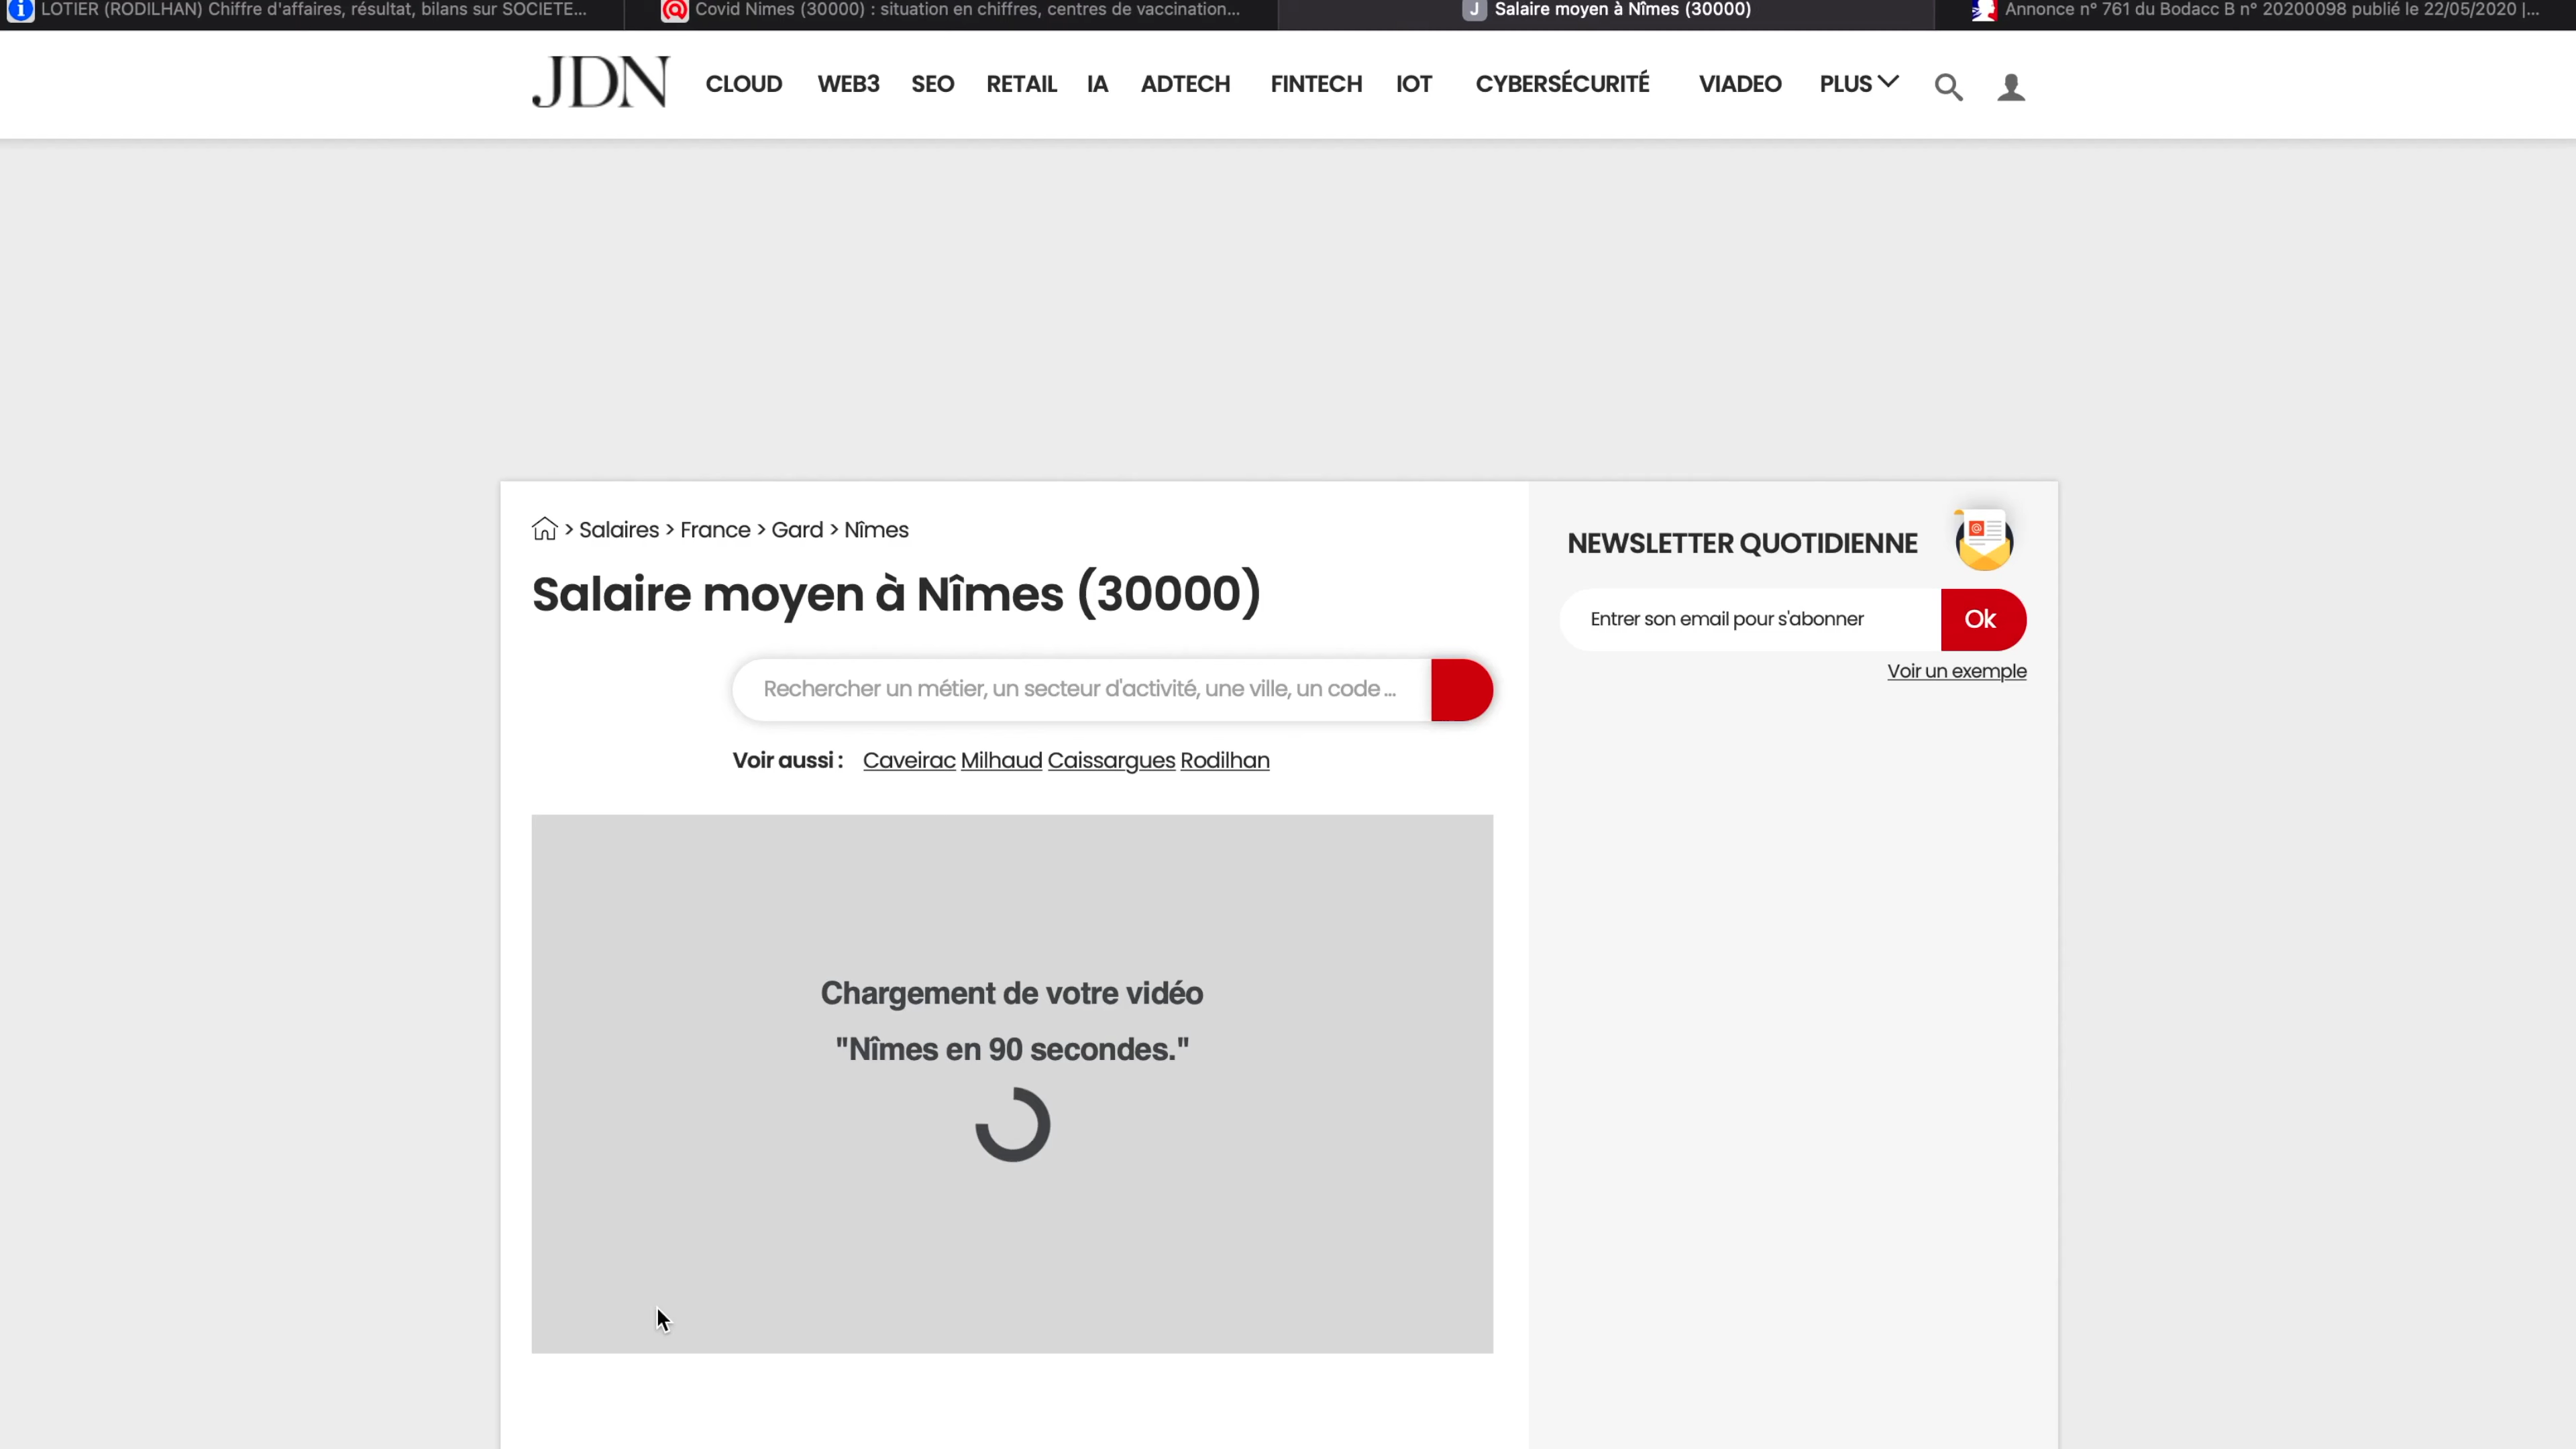 LOTIER (RODILHAN) Chiffre d'affaires, résultat, bilans sur SOCIETE...
Covid Nimes (30000) : situation en chiffres, centres de vaccination...
J Salaire moyen à Nîmes (30000)
Annonce n° 761 du Bodacc B n° 20200098 publié le 22/05/2020 |...
JDN CLOUD WEB3 SEO RETAIL IA ADTECH FINTECH IOT CYBERSÉCURITÉ VIADEO PLUS
> Salaires > France > Gard > Nîmes
Salaire moyen à Nîmes (30000)
Rechercher un métier, un secteur d'activité, une ville, un code ...
Voir aussi : Caveirac Milhaud Caissargues Rodilhan
Chargement de votre vidéo
"Nîmes en 90 secondes."
NEWSLETTER QUOTIDIENNE
Entrer son email pour s'abonner Ok
Voir un exemple